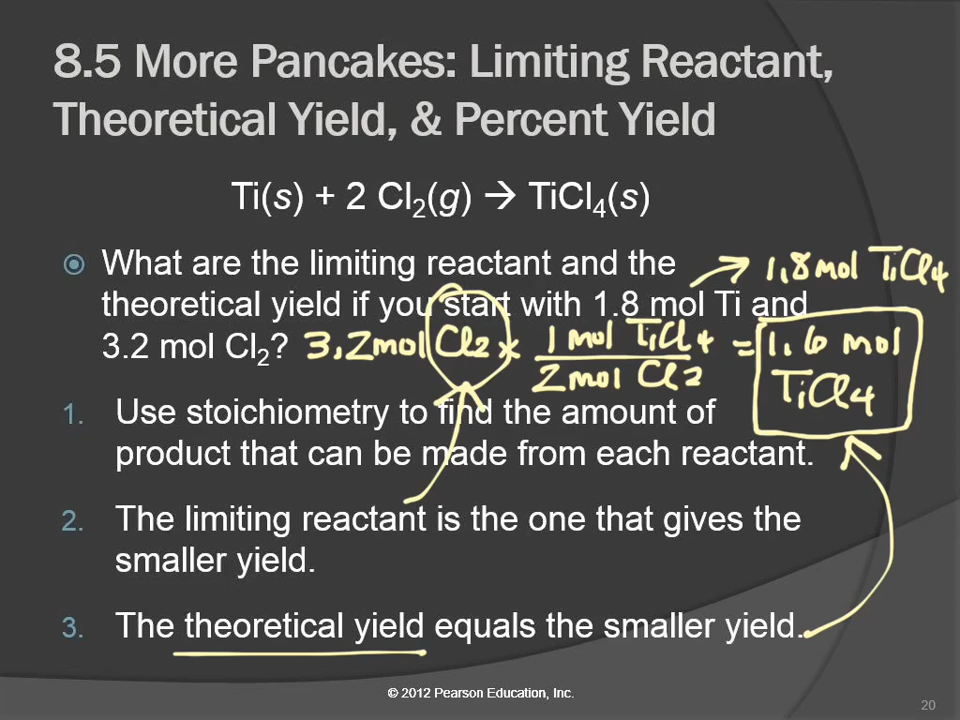 8.5 More Pancakes: Limiting Reactant,
Theoretical Yield, & Percent Yield
Ti(s) + 2 Cl₂(g) → TiCl₄(s)
What are the limiting reactant and the
→ 1.8 mol TiCl4
theoretical yield if you start with 1.8 mol Ti and
3.2 mol Cl₂?
3.2 mol Cl2 × 1 mol TiCl4 / 2 mol Cl2 = 1.6 mol TiCl4
1. Use stoichiometry to find the amount of
product that can be made from each reactant.
2. The limiting reactant is the one that gives the
smaller yield.
3. The theoretical yield equals the smaller yield.
© 2012 Pearson Education, Inc.
20